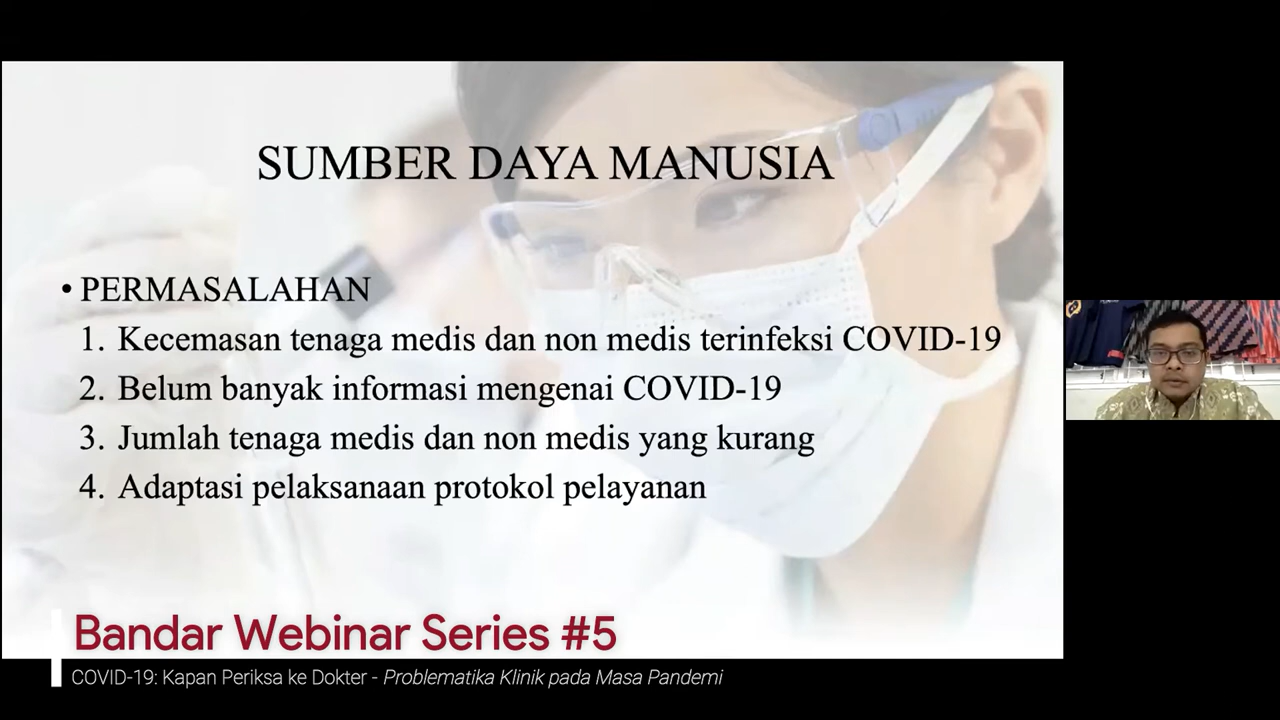 SUMBER DAYA MANUSIA
• PERMASALAHAN
1. Kecemasan tenaga medis dan non medis terinfeksi COVID-19
2. Belum banyak informasi mengenai COVID-19
3. Jumlah tenaga medis dan non medis yang kurang
4. Adaptasi pelaksanaan protokol pelayanan
Bandar Webinar Series #5
COVID-19: Kapan Periksa ke Dokter - Problematika Klinik pada Masa Pandemi